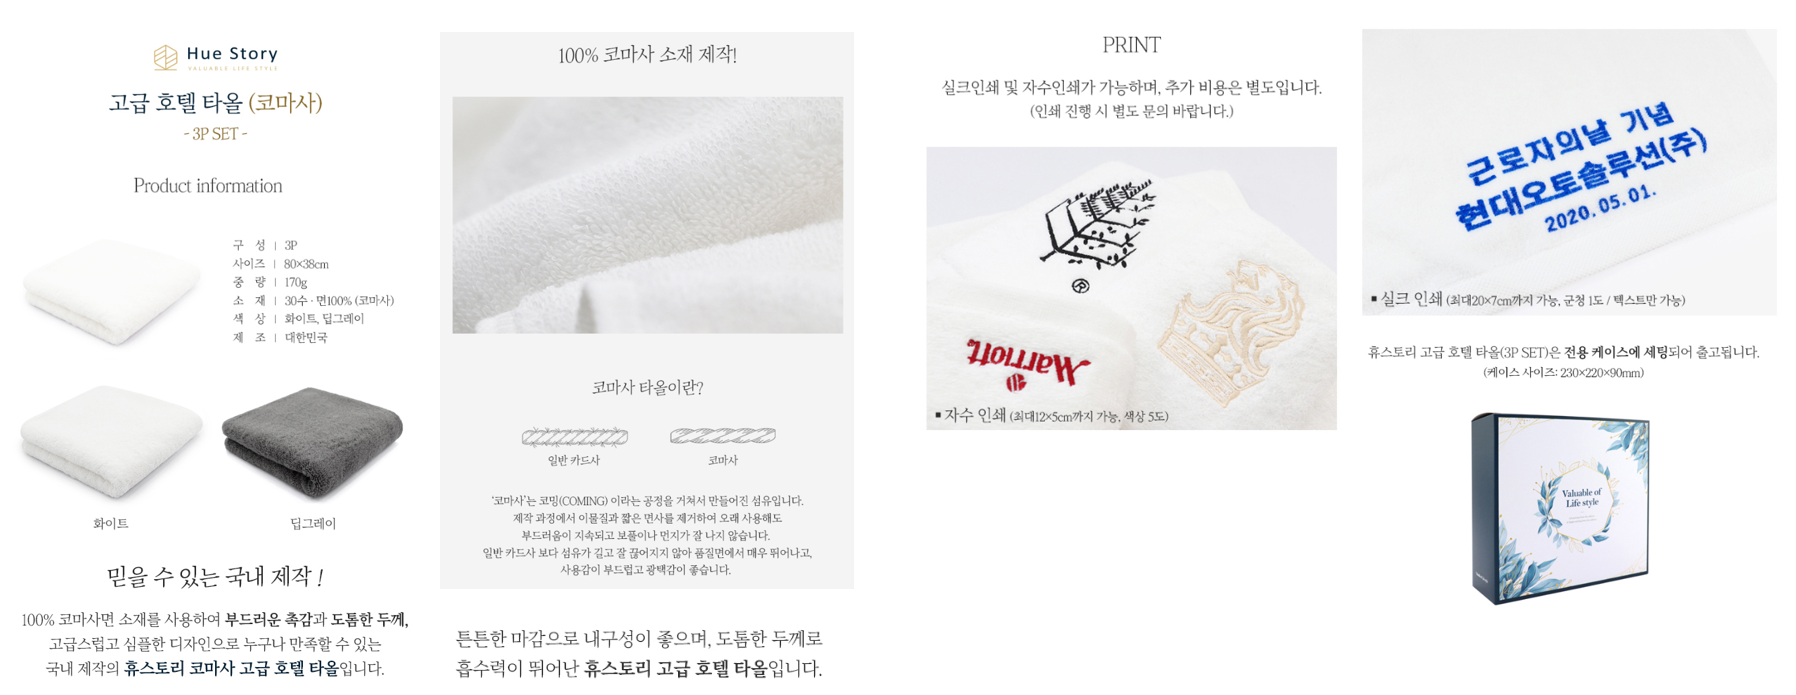 Hue Story
VALUABLE LIFE STYLE
고급 호텔 타올 (코마사)
- 3P SET -
Product information
구 성 | 3P
사이즈 | 80×38cm
중 량 | 170g
소 재 | 30수 · 면100% (코마사)
색 상 | 화이트, 딥그레이
제 조 | 대한민국
화이트
딥그레이
믿을 수 있는 국내 제작 !
100% 코마사면 소재를 사용하여 부드러운 촉감과 도톰한 두께,
고급스럽고 심플한 디자인으로 누구나 만족할 수 있는
국내 제작의 휴스토리 코마사 고급 호텔 타올입니다.
100% 코마사 소재 제작!
코마사 타올이란?
일반 카드사
코마사
‘코마사’는 코밍(COMING) 이라는 공정을 거쳐서 만들어진 섬유입니다.
제작 과정에서 이물질과 짧은 면사를 제거하여 오래 사용해도
부드러움이 지속되고 보풀이나 먼지가 잘 나지 않습니다.
일반 카드사 보다 섬유가 길고 잘 끊어지지 않아 품질면에서 매우 뛰어나고,
사용감이 부드럽고 광택감이 좋습니다.
튼튼한 마감으로 내구성이 좋으며, 도톰한 두께로
흡수력이 뛰어난 휴스토리 고급 호텔 타올입니다.
PRINT
실크인쇄 및 자수인쇄가 가능하며, 추가 비용은 별도입니다.
(인쇄 진행 시 별도 문의 바랍니다.)
®
Marriott
■ 자수 인쇄 (최대12×5cm까지 가능, 색상 5도)
근로자의날 기념
현대오토솔루션(주)
2020. 05. 01.
■ 실크 인쇄 (최대20×7cm까지 가능, 군청 1도 / 텍스트만 가능)
휴스토리 고급 호텔 타올(3P SET)은 전용 케이스에 세팅되어 출고됩니다.
(케이스 사이즈: 230×220×90mm)
Valuable of
Life style